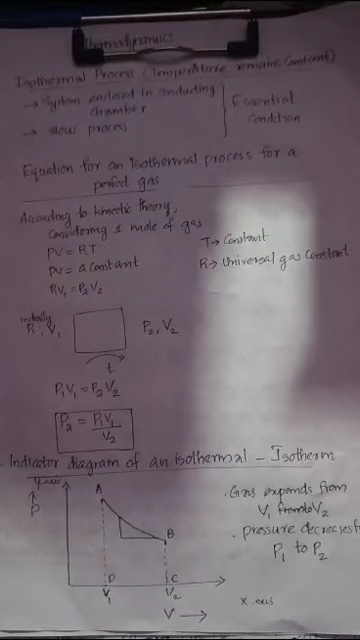 Thermodynamics
Isothermal Process (Temperature remains Constant)
→ System enclosed in conducting chamber
→ slow process
Essential Condition
Equation for an isothermal process for a perfect gas
According to kinectic theory,
Considering 1 mole of gas
PV = RT
PV = a constant
P₁V₁ = P₂V₂
T → Constant
R → Universal gas Constant
Initially
P₁, V₁
P₂, V₂
t
P₁V₁ = P₂V₂
P₂ = P₁V₁ / V₂
Indicator diagram of an isothermal - Isotherm
y-axis
P
A
B
D
C
V₁
V₂
V →
x-axis
. Gas expands from
V₁ to V₂
. pressure decreases f
P₁ to P₂